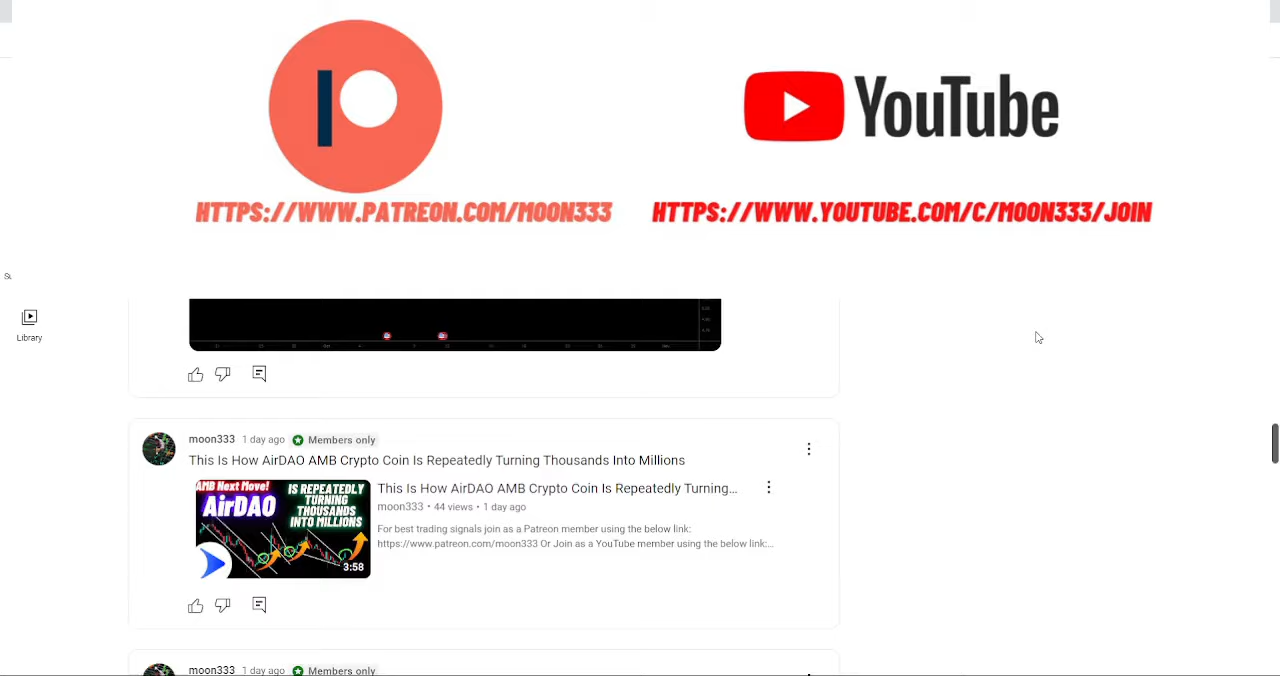 YouTube
HTTPS://WWW.PATREON.COM/MOON333
HTTPS://WWW.YOUTUBE.COM/C/MOON333/JOIN
Library
moon333 1 day ago Members only
This Is How AirDAO AMB Crypto Coin Is Repeatedly Turning Thousands Into Millions
AMB Next Move!
AirDAO
IS REPEATEDLY
TURNING
THOUSANDS
INTO MILLIONS
3:58
This Is How AirDAO AMB Crypto Coin Is Repeatedly Turning...
moon333 • 44 views • 1 day ago
For best trading signals join as a Patreon member using the below link:
https://www.patreon.com/moon333 Or Join as a YouTube member using the below link:...
moon333 1 day ago Members only